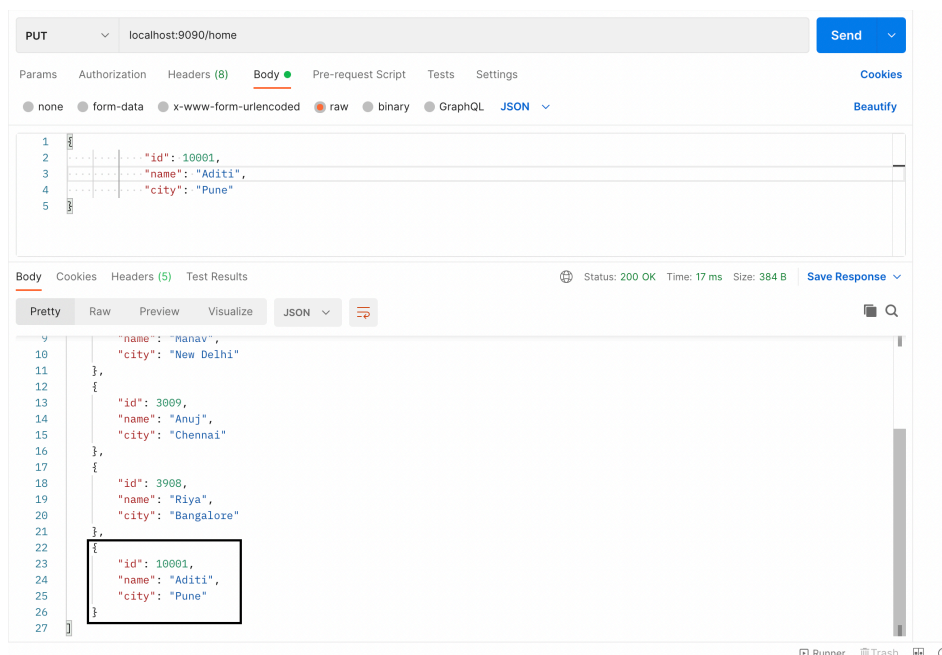 PUT localhost:9090/home Send
Params Authorization Headers (8) Body Pre-request Script Tests Settings Cookies
none form-data x-www-form-urlencoded raw binary GraphQL JSON Beautify
1 {
2 "id": 10001,
3 "name": "Aditi",
4 "city": "Pune"
5 }
Body Cookies Headers (5) Test Results Status: 200 OK Time: 17 ms Size: 384 B Save Response
Pretty Raw Preview Visualize JSON
9 "name": "Manav",
10 "city": "New Delhi"
11 },
12 {
13 "id": 3009,
14 "name": "Anuj",
15 "city": "Chennai"
16 },
17 {
18 "id": 3908,
19 "name": "Riya",
20 "city": "Bangalore"
21 },
22 {
23 "id": 10001,
24 "name": "Aditi",
25 "city": "Pune"
26 }
27 ]
Runner Trash